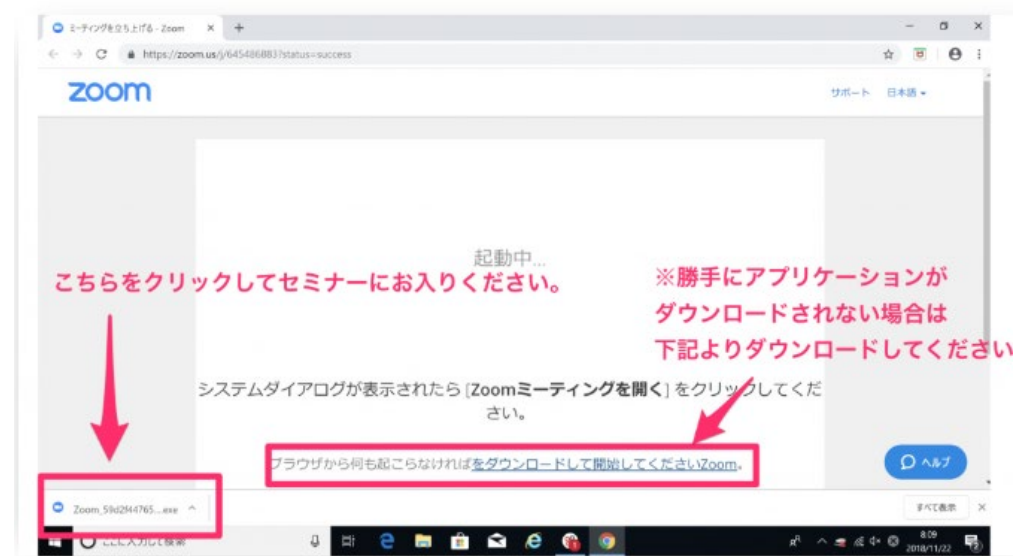 ミーティングを立ち上げる - Zoom
https://zoom.us/j/645486883?status=success
zoom
サポート 日本語
起動中...
こちらをクリックしてセミナーにお入りください。
※勝手にアプリケーションが
ダウンロードされない場合は
下記よりダウンロードしてください
システムダイアログが表示されたら [Zoomミーティングを開く] をクリックしてくだ
さい。
ブラウザから何も起こらなければをダウンロードして開始してくださいZoom。
ヘルプ
Zoom_59d2f44765....exe
すべて表示
ここに入力して検索
8:09
2018/11/22